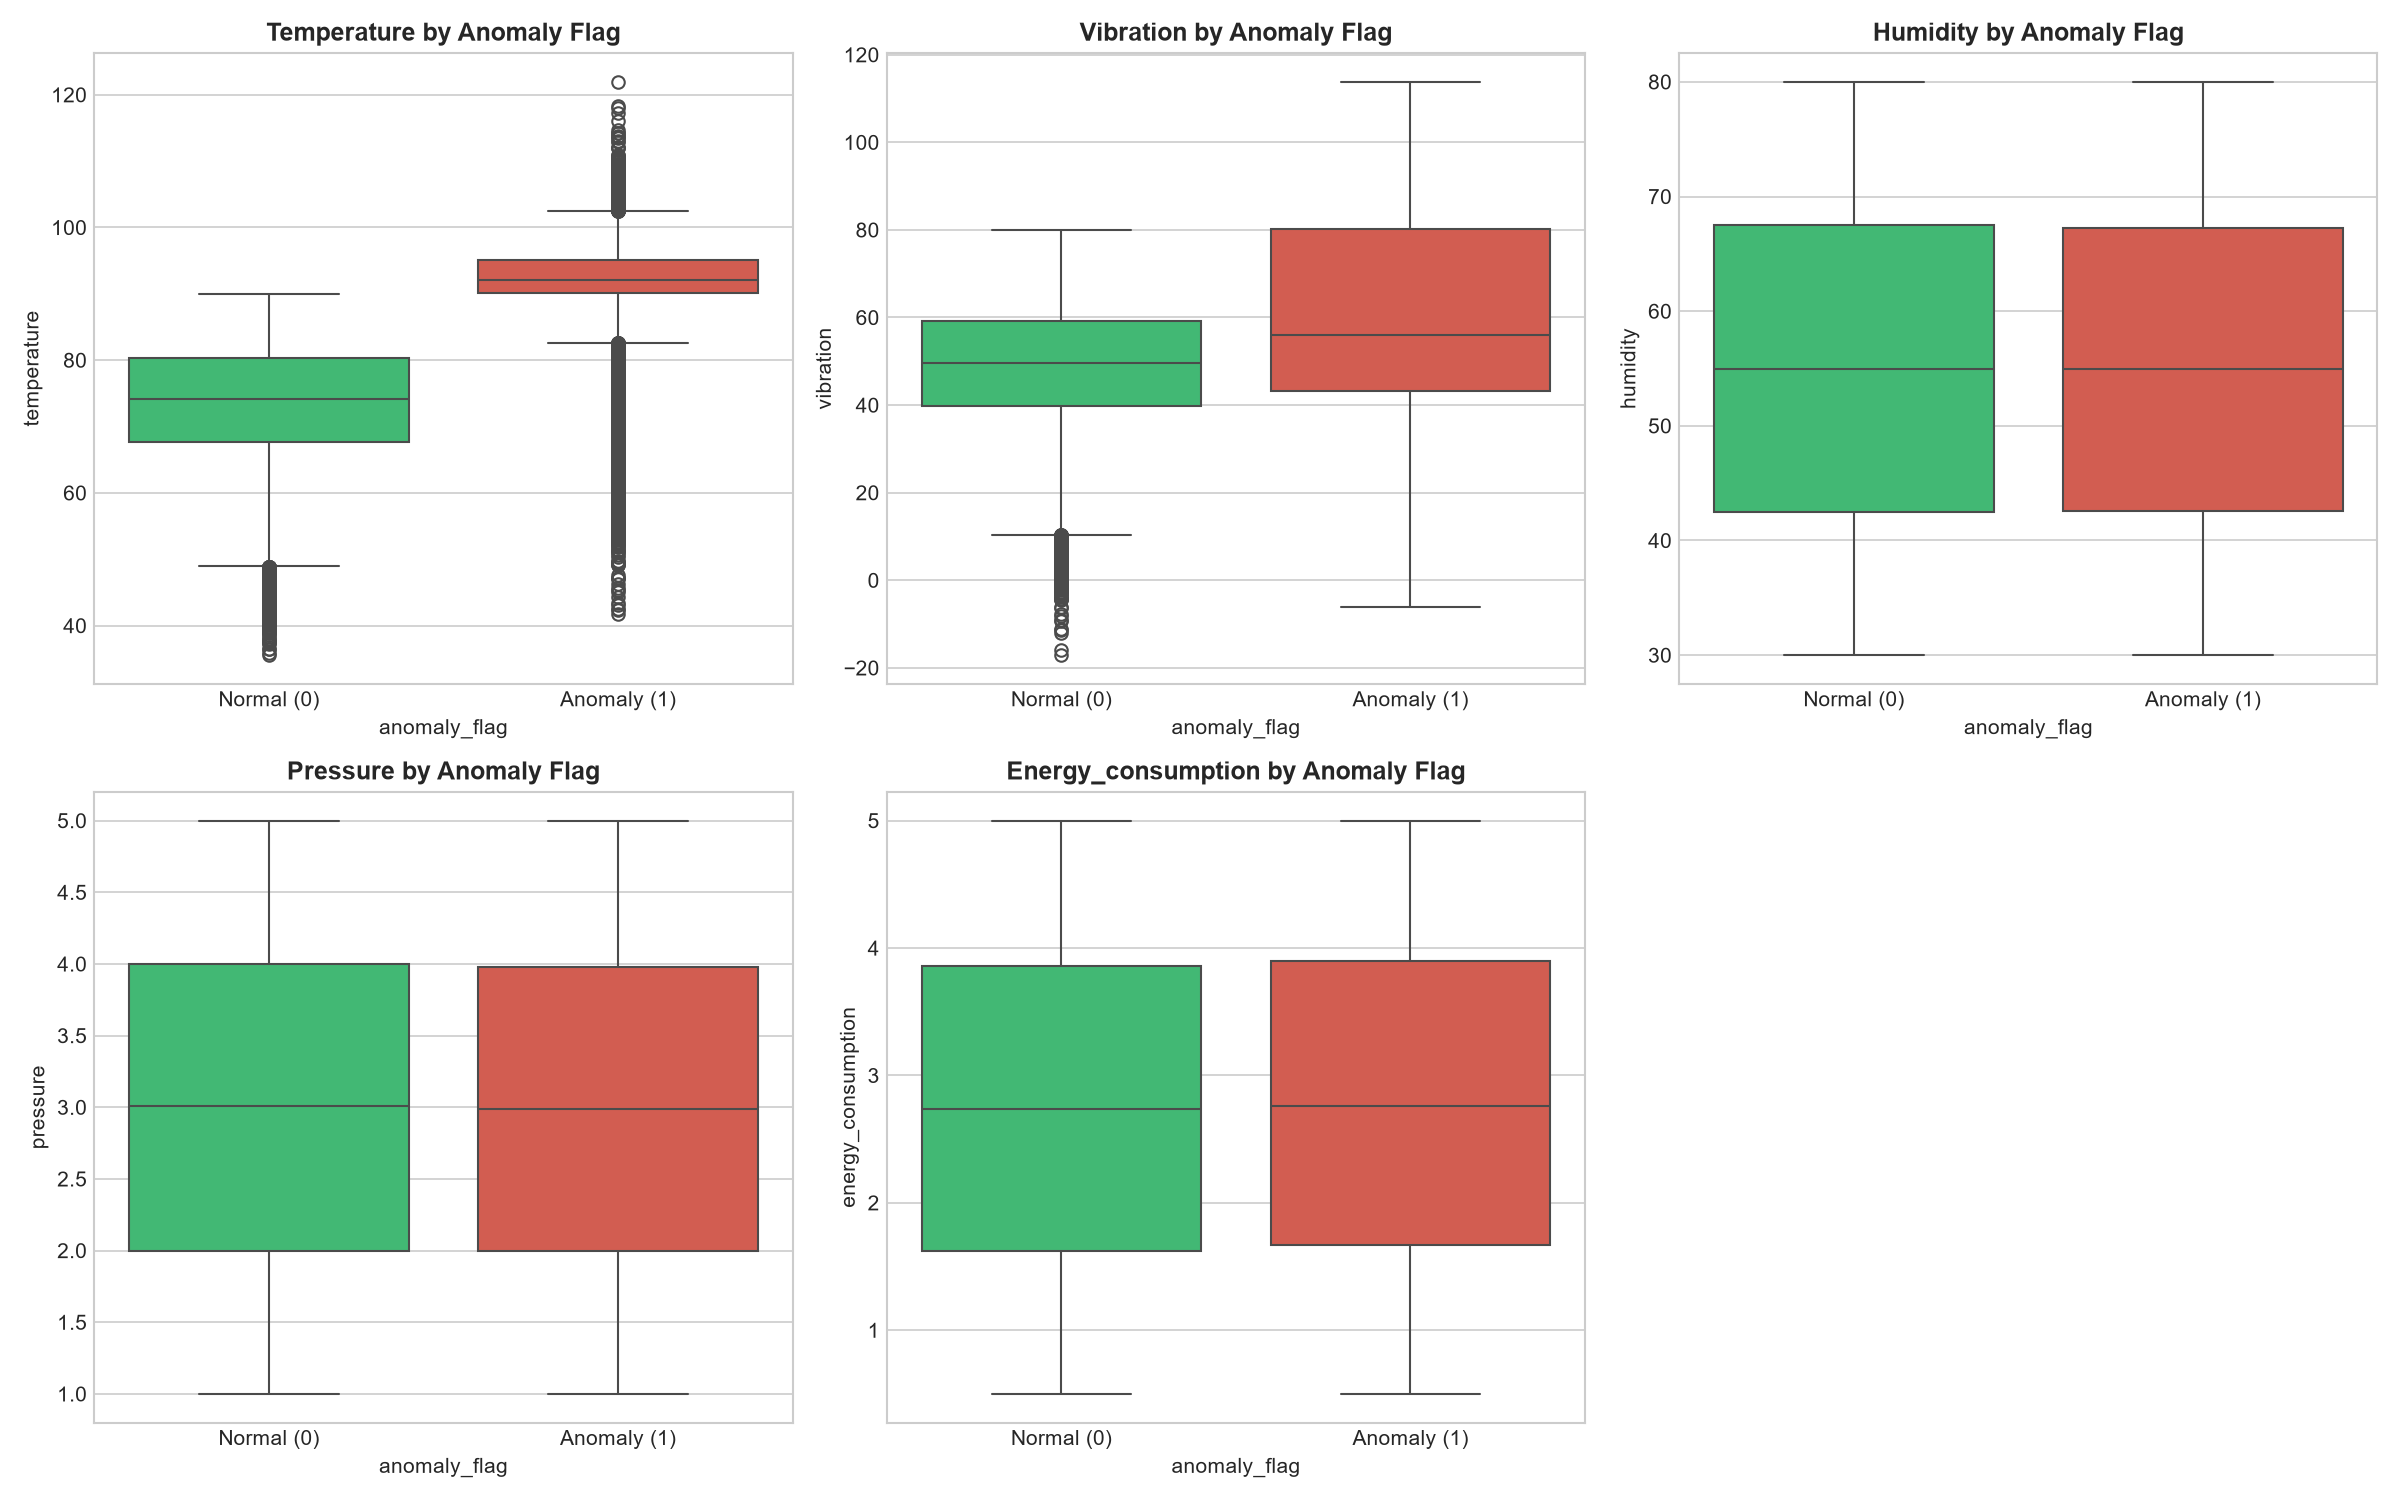 Temperature by Anomaly Flag
120
100
80
60
40
temperature
Normal (0)
Anomaly (1)
anomaly_flag
Vibration by Anomaly Flag
120
100
80
60
40
20
0
−20
vibration
Normal (0)
Anomaly (1)
anomaly_flag
Humidity by Anomaly Flag
80
70
60
50
40
30
humidity
Normal (0)
Anomaly (1)
anomaly_flag
Pressure by Anomaly Flag
5.0
4.5
4.0
3.5
3.0
2.5
2.0
1.5
1.0
pressure
Normal (0)
Anomaly (1)
anomaly_flag
Energy_consumption by Anomaly Flag
5
4
3
2
1
energy_consumption
Normal (0)
Anomaly (1)
anomaly_flag